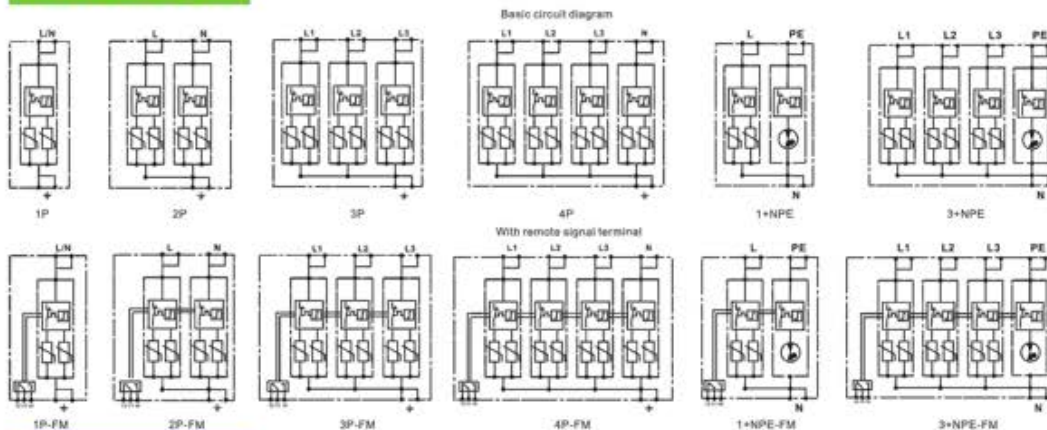 Basic circuit diagram
L/N L N L1 L2 L3 L1 L2 L3 N L PE L1 L2 L3 PE
N N
1P 2P 3P 4P 1+NPE 3+NPE
With remote signal terminal
L/N L N L1 L2 L3 L1 L2 L3 N L PE L1 L2 L3 PE
N N
1P-FM 2P-FM 3P-FM 4P-FM 1+NPE-FM 3+NPE-FM